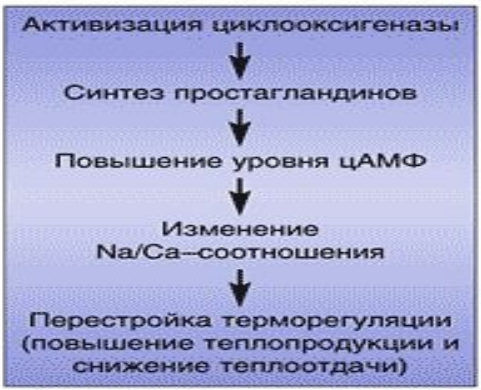 Активизация циклооксигеназы
Синтез простагландинов
Повышение уровня цАМФ
Изменение
Na/Ca–соотношения
Перестройка терморегуляции
(повышение теплопродукции и
снижение теплоотдачи)